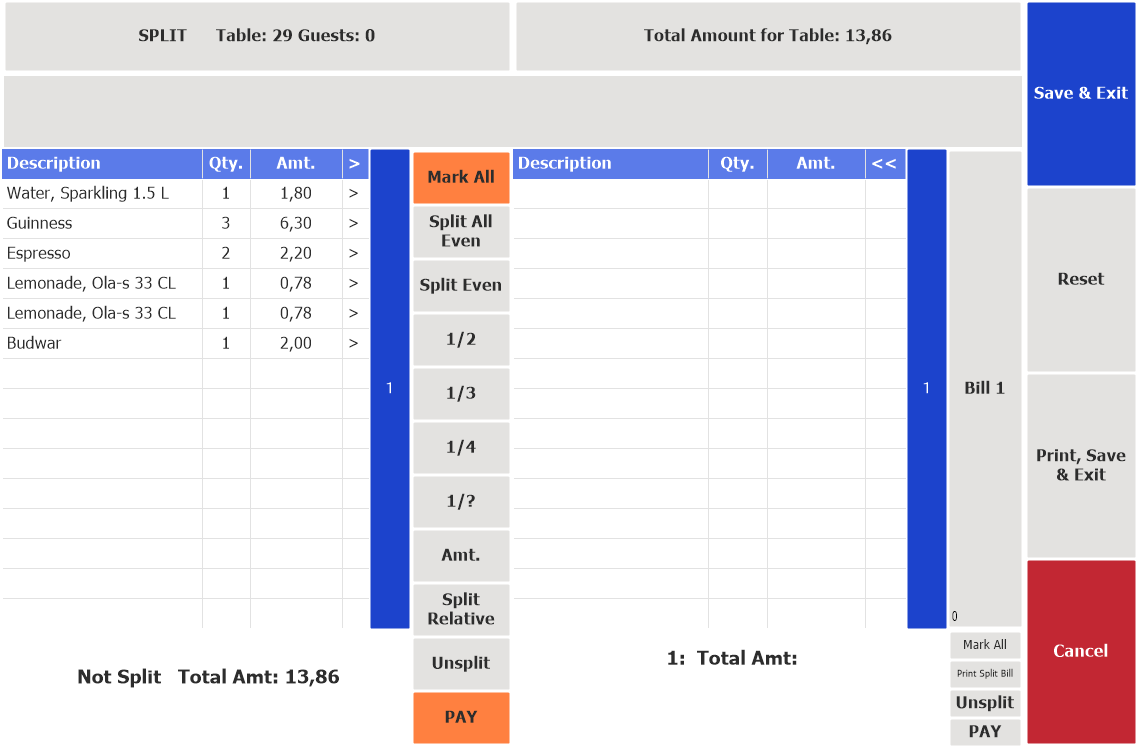 SPLIT Table: 29 Guests: 0
Total Amount for Table: 13,86
Save & Exit
Description Qty. Amt. >
Water, Sparkling 1.5 L 1 1,80 >
Guinness 3 6,30 >
Espresso 2 2,20 >
Lemonade, Ola-s 33 CL 1 0,78 >
Lemonade, Ola-s 33 CL 1 0,78 >
Budwar 1 2,00 >
1
Not Split Total Amt: 13,86
Mark All
Split All
Even
Split Even
1/2
1/3
1/4
1/?
Amt.
Split
Relative
Unsplit
PAY
Description Qty. Amt. <<
1
1: Total Amt:
Bill 1
0
Mark All
Print Split Bill
Unsplit
PAY
Reset
Print, Save
& Exit
Cancel